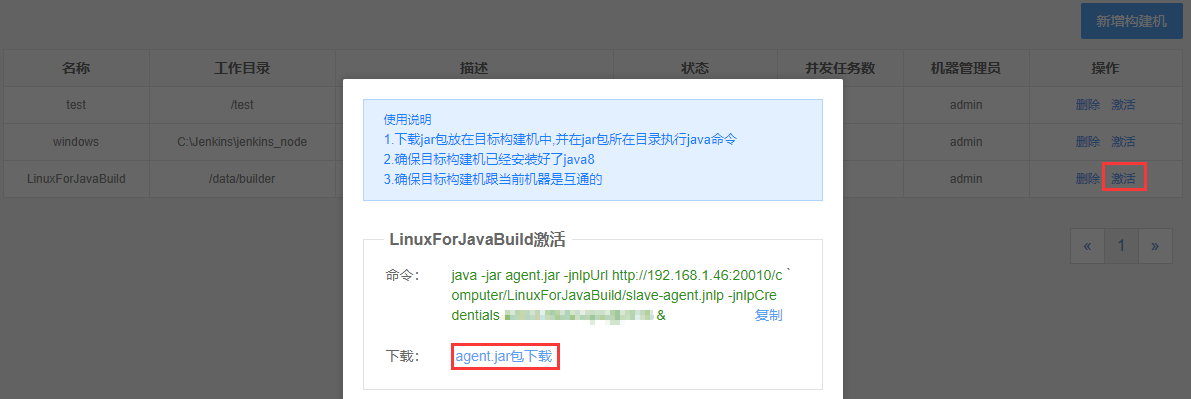 新增构建机
名称 工作目录 描述 状态 并发任务数 机器管理员 操作
test /test admin 删除 激活
windows C:\Jenkins\jenkins_node admin 删除 激活
LinuxForJavaBuild /data/builder admin 删除 激活
« 1 »
使用说明
1.下载jar包放在目标构建机中,并在jar包所在目录执行java命令
2.确保目标构建机已经安装好了java8
3.确保目标构建机跟当前机器是互通的
LinuxForJavaBuild激活
命令: java -jar agent.jar -jnlpUrl http://192.168.1.46:20010/c `
omputer/LinuxForJavaBuild/slave-agent.jnlp -jnlpCre
dentials & 复制
下载: agent.jar包下载